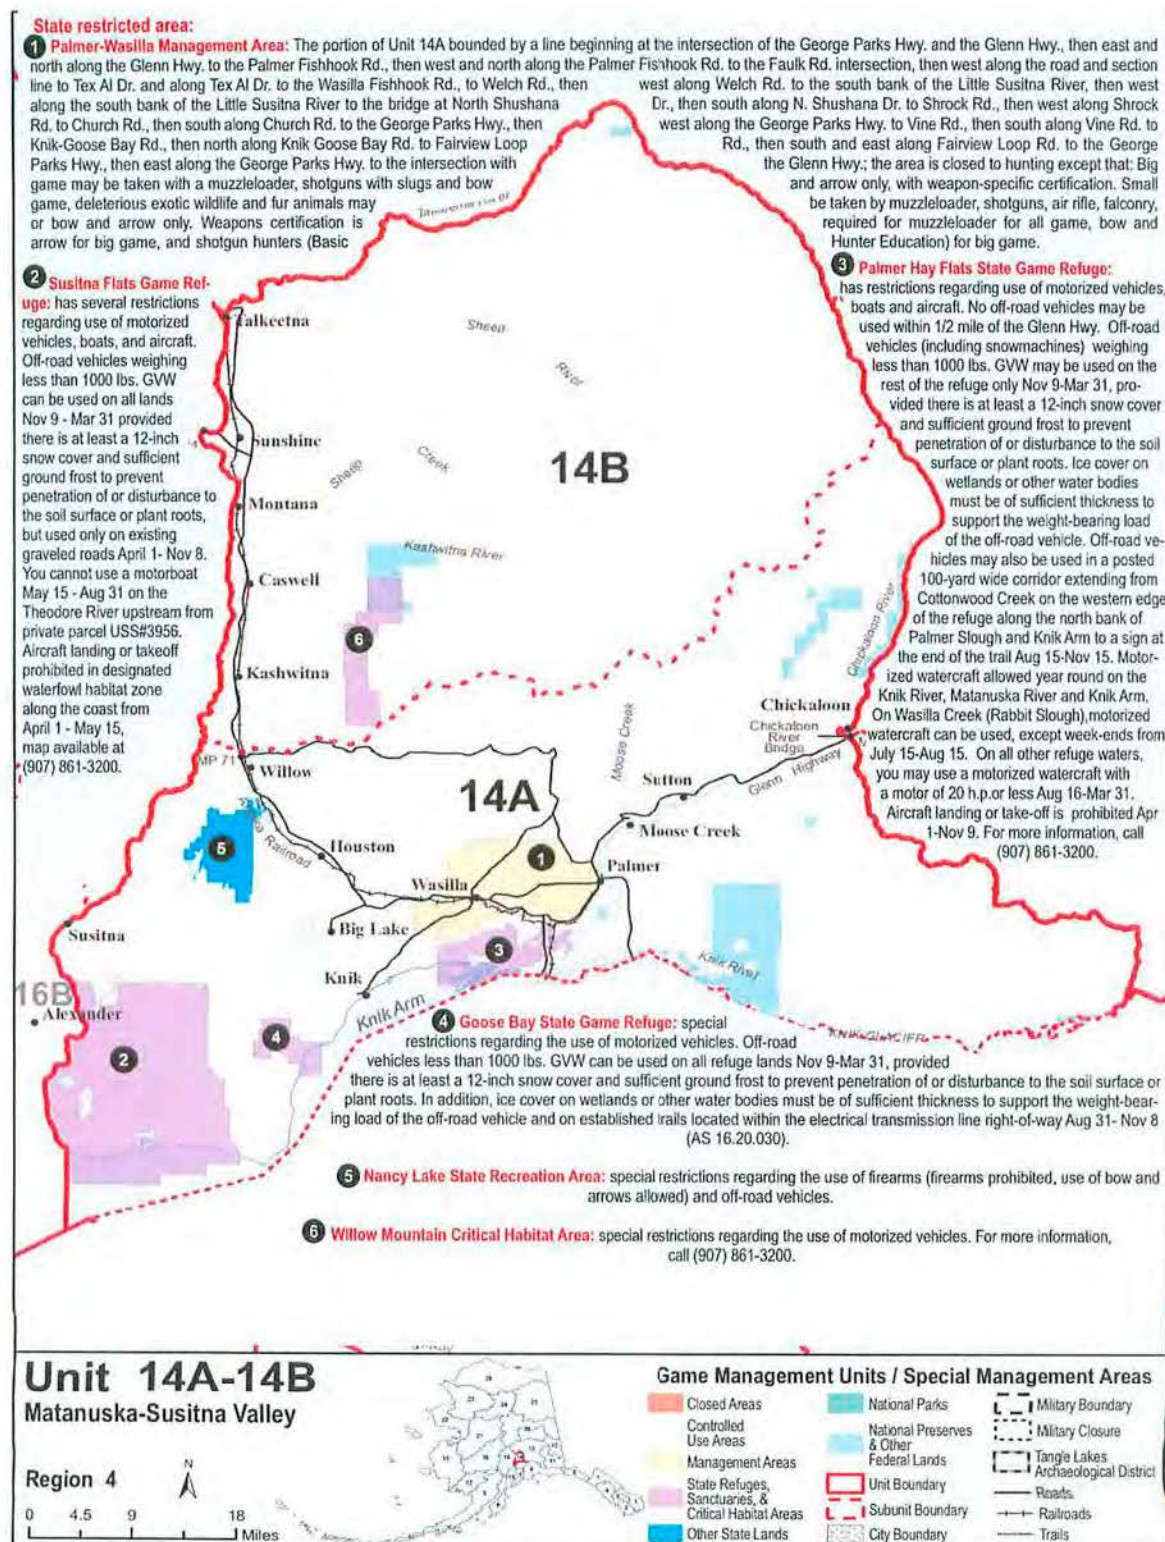 State restricted area:
1 Palmer-Wasilla Management Area: The portion of Unit 14A bounded by a line beginning at the intersection of the George Parks Hwy. and the Glenn Hwy., then east and
north along the Glenn Hwy. to the Palmer Fishhook Rd., then west and north along the Palmer Fishhook Rd. to the Faulk Rd. intersection, then west along the road and section
line to Tex Al Dr. and along Tex Al Dr. to the Wasilla Fishhook Rd., to Welch Rd., then west along Welch Rd. to the south bank of the Little Susitna River, then west
along the south bank of the Little Susitna River to the bridge at North Shushana Dr., then south along N. Shushana Dr. to Shrock Rd., then west along Shrock
Rd. to Church Rd., then south along Church Rd. to the George Parks Hwy., then west along the George Parks Hwy. to Vine Rd., then south along Vine Rd. to
Knik-Goose Bay Rd., then north along Knik Goose Bay Rd. to Fairview Loop Rd., then south and east along Fairview Loop Rd. to the George
Parks Hwy., then east along the George Parks Hwy. to the intersection with the Glenn Hwy.; the area is closed to hunting except that: Big
game may be taken with a muzzleloader, shotguns with slugs and bow and arrow only, with weapon-specific certification. Small
game, deleterious exotic wildlife and fur animals may be taken by muzzleloader, shotguns, air rifle, falconry,
or bow and arrow only. Weapons certification is required for muzzleloader for all game, bow and
arrow for big game, and shotgun hunters (Basic Hunter Education) for big game.
2 Susitna Flats Game Ref-
uge: has several restrictions
regarding use of motorized
vehicles, boats, and aircraft.
Off-road vehicles weighing
less than 1000 lbs. GVW
can be used on all lands
Nov 9 - Mar 31 provided
there is at least a 12-inch
snow cover and sufficient
ground frost to prevent
penetration of or disturbance to
the soil surface or plant roots,
but used only on existing
graveled roads April 1- Nov 8.
You cannot use a motorboat
May 15 - Aug 31 on the
Theodore River upstream from
private parcel USS#3956.
Aircraft landing or takeoff
prohibited in designated
waterfowl habitat zone
along the coast from
April 1 - May 15,
map available at
(907) 861-3200.
3 Palmer Hay Flats State Game Refuge:
has restrictions regarding use of motorized vehicles,
boats and aircraft. No off-road vehicles may be
used within 1/2 mile of the Glenn Hwy. Off-road
vehicles (including snowmachines) weighing
less than 1000 lbs. GVW may be used on the
rest of the refuge only Nov 9-Mar 31, pro-
vided there is at least a 12-inch snow cover
and sufficient ground frost to prevent
penetration of or disturbance to the soil
surface or plant roots. Ice cover on
wetlands or other water bodies
must be of sufficient thickness to
support the weight-bearing load
of the off-road vehicle. Off-road ve-
hicles may also be used in a posted
100-yard wide corridor extending from
Cottonwood Creek on the western edge
of the refuge along the north bank of
Palmer Slough and Knik Arm to a sign at
the end of the trail Aug 15-Nov 15. Motor-
ized watercraft allowed year round on the
Knik River, Matanuska River and Knik Arm.
On Wasilla Creek (Rabbit Slough),motorized
watercraft can be used, except week-ends from
July 15-Aug 15. On all other refuge waters,
you may use a motorized watercraft with
a motor of 20 h.p.or less Aug 16-Mar 31.
Aircraft landing or take-off is prohibited Apr
1-Nov 9. For more information, call
(907) 861-3200.
Talkeetna
Sheep
River
Sunshine
Sheep
Creek
14B
Montana
Kashwitna River
Caswell
6
Chickaloon River
Kashwitna
Chickaloon
Chickaloon
River
Bridge
Moose Creek
MP 71
Willow
14A
Sutton
Glenn Highway
Moose Creek
5
Railroad
Houston
1
Palmer
Wasilla
Susitna
Big Lake
3
Knik River
Knik
16B
Alexander
Knik Arm
KNIK GLACIER
2
4
4 Goose Bay State Game Refuge: special
restrictions regarding the use of motorized vehicles. Off-road
vehicles less than 1000 lbs. GVW can be used on all refuge lands Nov 9-Mar 31, provided
there is at least a 12-inch snow cover and sufficient ground frost to prevent penetration of or disturbance to the soil surface or
plant roots. In addition, ice cover on wetlands or other water bodies must be of sufficient thickness to support the weight-bear-
ing load of the off-road vehicle and on established trails located within the electrical transmission line right-of-way Aug 31- Nov 8
(AS 16.20.030).
5 Nancy Lake State Recreation Area: special restrictions regarding the use of firearms (firearms prohibited, use of bow and
arrows allowed) and off-road vehicles.
6 Willow Mountain Critical Habitat Area: special restrictions regarding the use of motorized vehicles. For more information,
call (907) 861-3200.
Unit 14A-14B
Matanuska-Susitna Valley
Region 4
N
0 4.5 9 18
Miles
Game Management Units / Special Management Areas
Closed Areas
Controlled
Use Areas
Management Areas
State Refuges,
Sanctuaries, &
Critical Habitat Areas
Other State Lands
National Parks
National Preserves
& Other
Federal Lands
Unit Boundary
Subunit Boundary
City Boundary
Military Boundary
Military Closure
Tangle Lakes
Archaeological District
Roads
Railroads
Trails